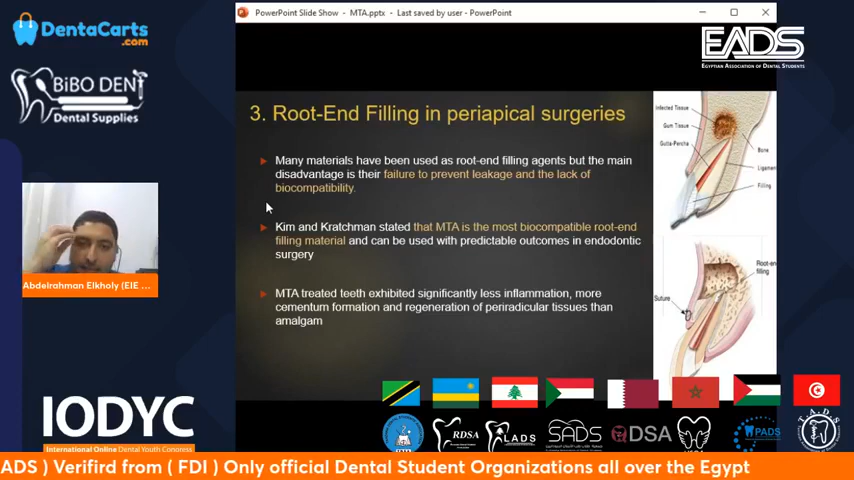 PowerPoint Slide Show - MTA.pptx - Last saved by user - PowerPoint
DentaCarts
.com
EADS
EGYPTIAN ASSOCIATION OF DENTAL STUDENTS
BiBO DENT
Dental Supplies
3. Root-End Filling in periapical surgeries
Many materials have been used as root-end filling agents but the main
disadvantage is their failure to prevent leakage and the lack of
biocompatibility.
Kim and Kratchman stated that MTA is the most biocompatible root-end
filling material and can be used with predictable outcomes in endodontic
surgery
MTA treated teeth exhibited significantly less inflammation, more
cementum formation and regeneration of periradicular tissues than
amalgam
Infected Tissue
Gum Tissue
Gutta-Percha
Bone
Ligament
Filling
Root-en
filling
Suture
Abdelrahman Elkholy (EIE ...
IODYC
International Online Dental Youth Congress
RDSA
LADS
SADS
QDSA
PADS
ADS ) Verifird from ( FDI ) Only official Dental Student Organizations all over the Egypt